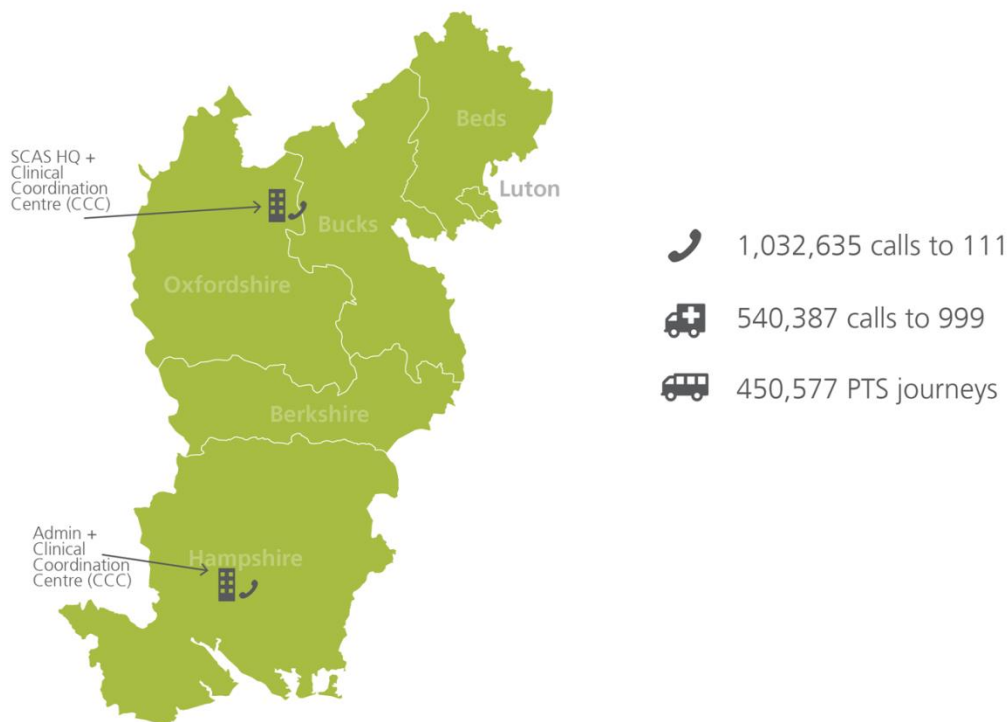 Beds
Luton
SCAS HQ +
Clinical
Coordination
Centre (CCC)
Bucks
Oxfordshire
Berkshire
Admin +
Clinical
Coordination
Centre (CCC)
Hampshire
1,032,635 calls to 111
540,387 calls to 999
450,577 PTS journeys